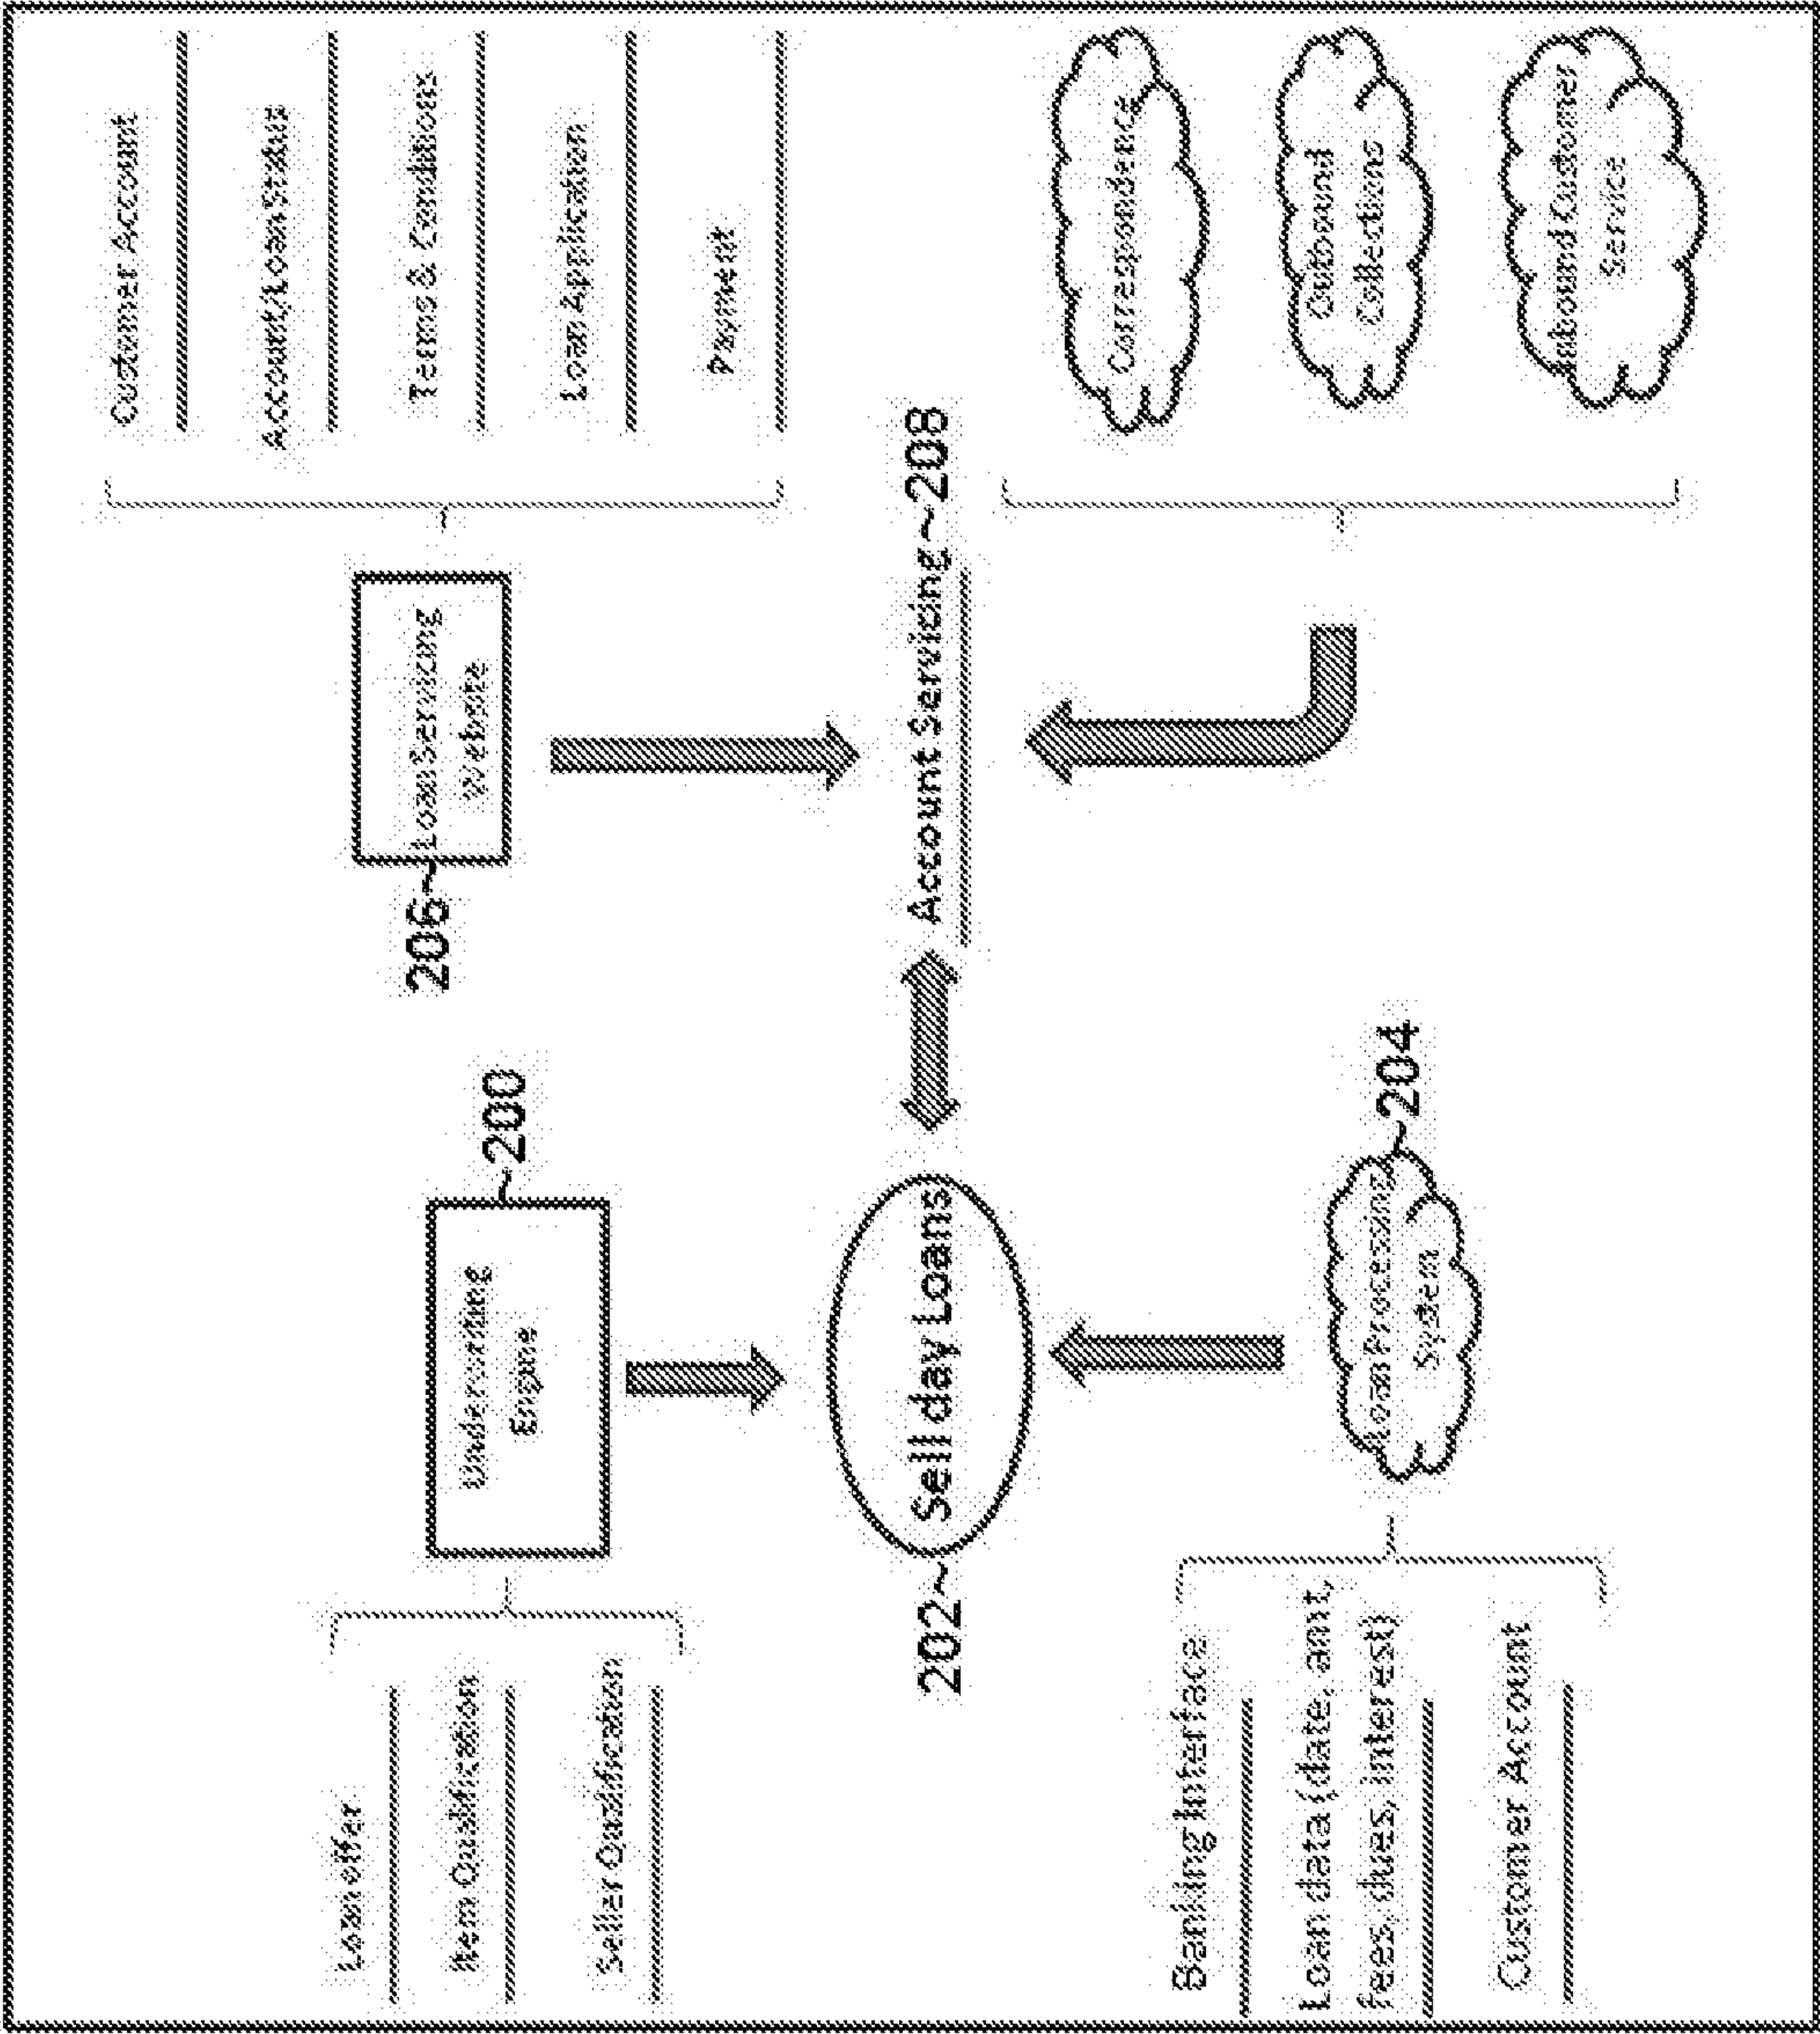 Loan offer
Item Qualification
Seller Qualification
Underwriting
Engine
~200
202~
Sell day Loans
Banking Interface
Loan data (date, amt,
fees, dues, interest)
Customer Account
Loan Processing
System
~204
206~
Loan Servicing
Website
Customer Account
Account/Loan Status
Terms & Conditions
Loan Application
Payment
Account Servicing~208
Correspondence
Outbound
Collections
Inbound Customer
Service